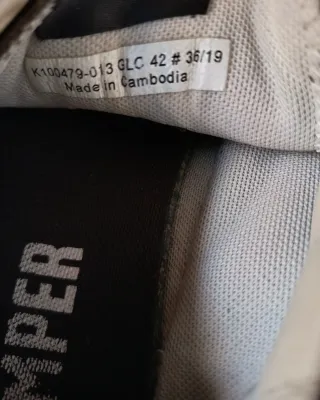 K100479-013 GLC 42 # 36/19
Made in Cambodia
MPER